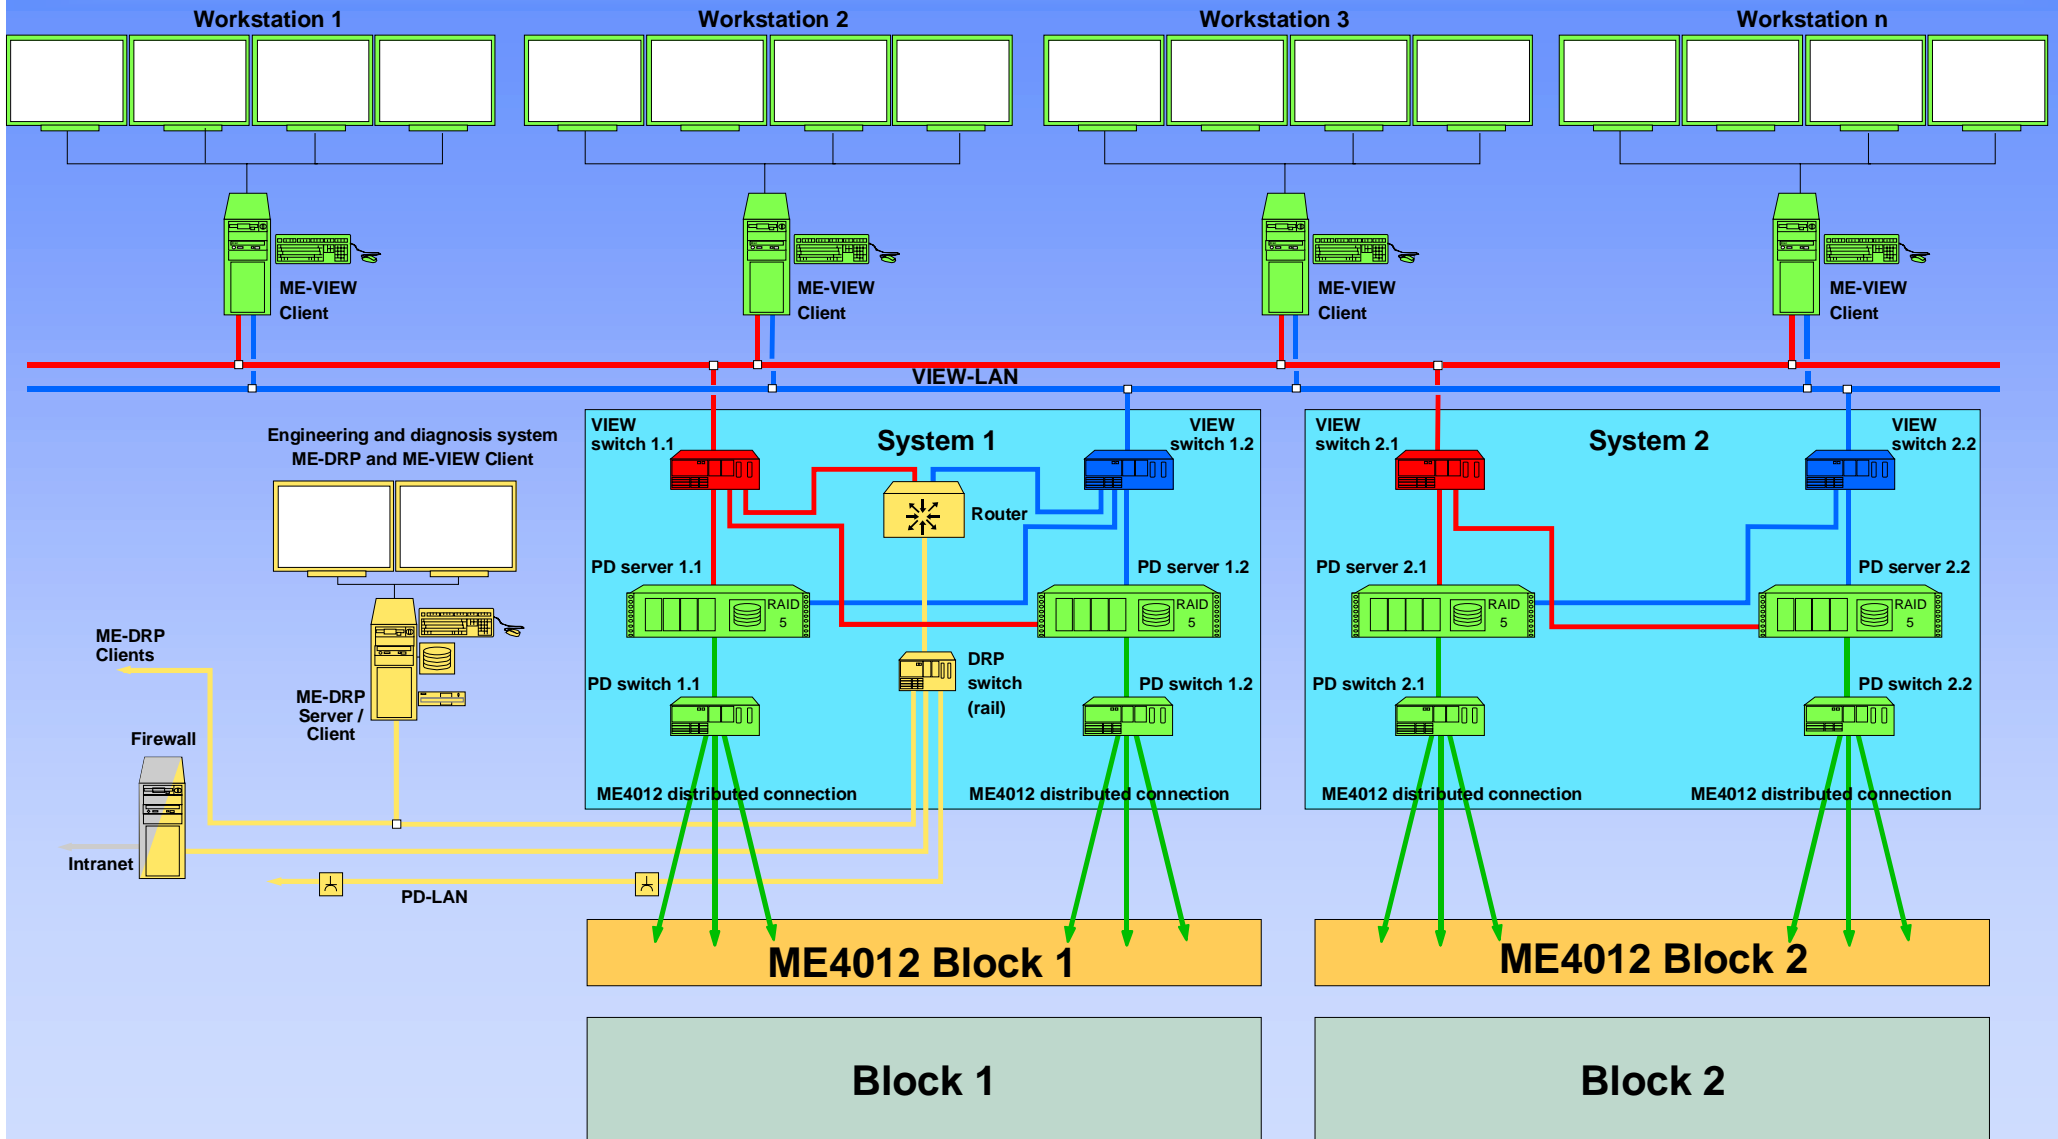 Workstation 1
Workstation 2
Workstation 3
Workstation n
ME-VIEW
Client
ME-VIEW
Client
ME-VIEW
Client
ME-VIEW
Client
VIEW-LAN
Engineering and diagnosis system
ME-DRP and ME-VIEW Client
VIEW
switch 1.1
System 1
VIEW
switch 1.2
VIEW
switch 2.1
System 2
VIEW
switch 2.2
Router
PD server 1.1
PD server 1.2
PD server 2.1
PD server 2.2
RAID
5
RAID
5
RAID
5
RAID
5
ME-DRP
Clients
ME-DRP
Server /
Client
DRP
switch
(rail)
PD switch 1.1
PD switch 1.2
PD switch 2.1
PD switch 2.2
Firewall
ME4012 distributed connection
ME4012 distributed connection
ME4012 distributed connection
ME4012 distributed connection
Intranet
PD-LAN
ME4012 Block 1
ME4012 Block 2
Block 1
Block 2